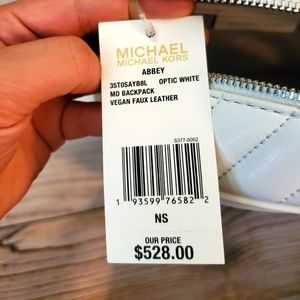 MICHAEL
MICHAEL KORS
ABBEY
35T0SAYB8L OPTIC WHITE
MD BACKPACK
VEGAN FAUX LEATHER
S377-0002
1 93599 76582 2
NS
OUR PRICE
$528.00